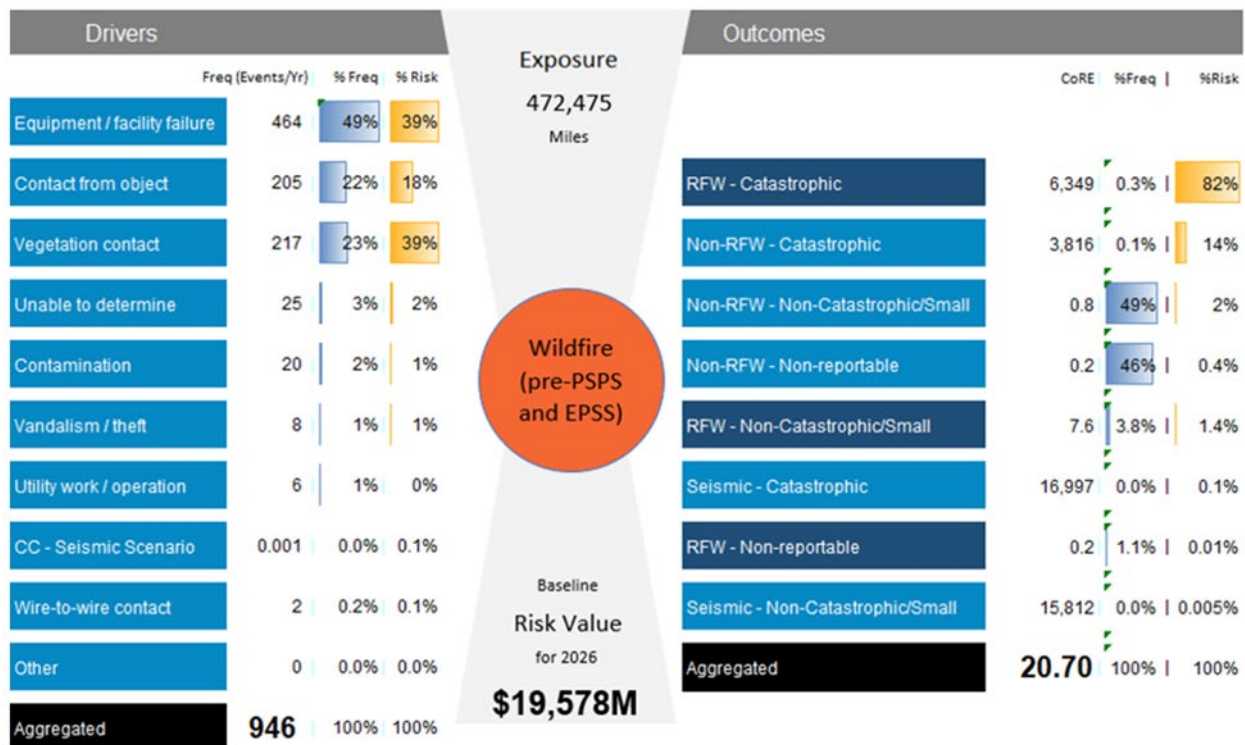 Drivers
Freq (Events/Yr) % Freq % Risk
Equipment / facility failure 464 49% 39%
Contact from object 205 22% 18%
Vegetation contact 217 23% 39%
Unable to determine 25 3% 2%
Contamination 20 2% 1%
Vandalism / theft 8 1% 1%
Utility work / operation 6 1% 0%
CC - Seismic Scenario 0.001 0.0% 0.1%
Wire-to-wire contact 2 0.2% 0.1%
Other 0 0.0% 0.0%
Aggregated 946 100% 100%
Exposure
472,475
Miles
Wildfire
(pre-PSPS
and EPSS)
Baseline
Risk Value
for 2026
$19,578M
Outcomes
CoRE %Freq | %Risk
RFW - Catastrophic 6,349 0.3% | 82%
Non-RFW - Catastrophic 3,816 0.1% | 14%
Non-RFW - Non-Catastrophic/Small 0.8 49% | 2%
Non-RFW - Non-reportable 0.2 46% | 0.4%
RFW - Non-Catastrophic/Small 7.6 3.8% | 1.4%
Seismic - Catastrophic 16,997 0.0% | 0.1%
RFW - Non-reportable 0.2 1.1% | 0.01%
Seismic - Non-Catastrophic/Small 15,812 0.0% | 0.005%
Aggregated 20.70 100% | 100%